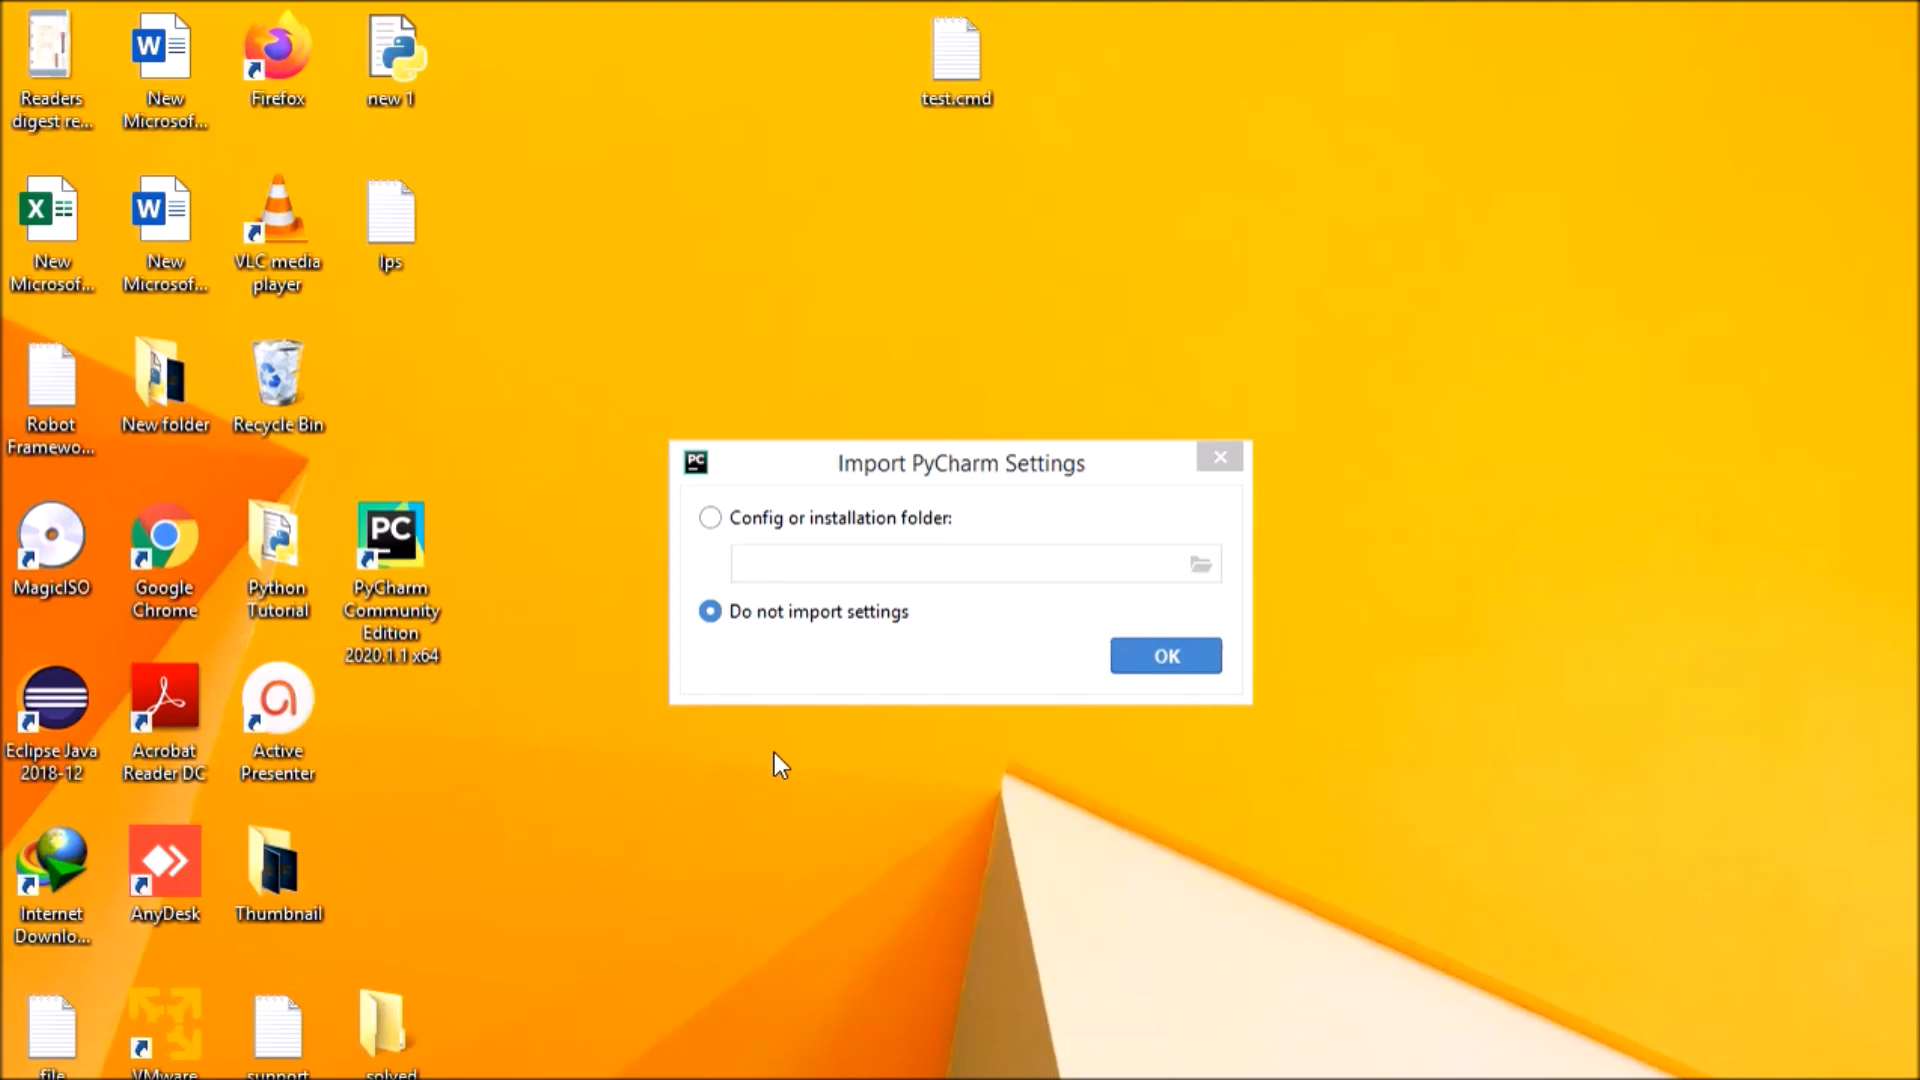 Readers
digest re...
New
Microsof...
Firefox
new 1
test.cmd
New
Microsof...
New
Microsof...
VLC media
player
lps
Robot
Framewo...
New folder
Recycle Bin
PC
Import PyCharm Settings
Config or installation folder:
Do not import settings
OK
MagicISO
Google
Chrome
Python
Tutorial
PC
PyCharm
Community
Edition
2020.1.1 x64
Eclipse Java
2018-12
Acrobat
Reader DC
Active
Presenter
Internet
Downlo...
AnyDesk
Thumbnail
file
VMware
support
solved
W
X
W